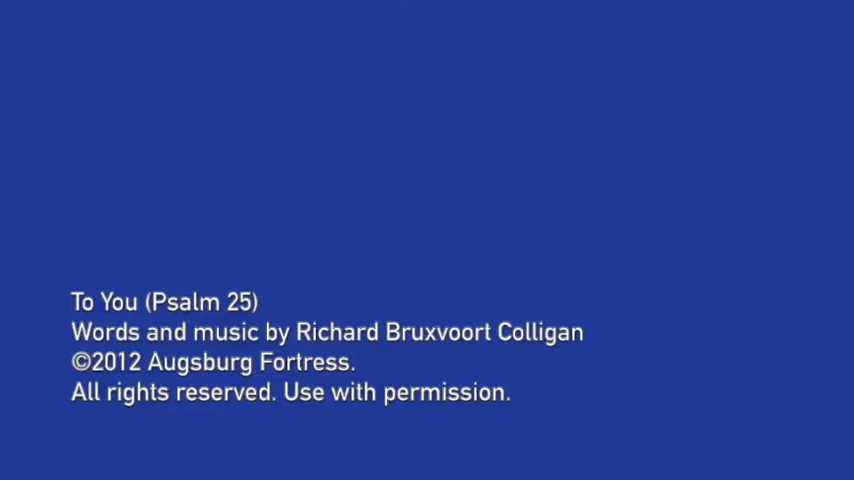 To You (Psalm 25)
Words and music by Richard Bruxvoort Colligan
©2012 Augsburg Fortress.
All rights reserved. Use with permission.